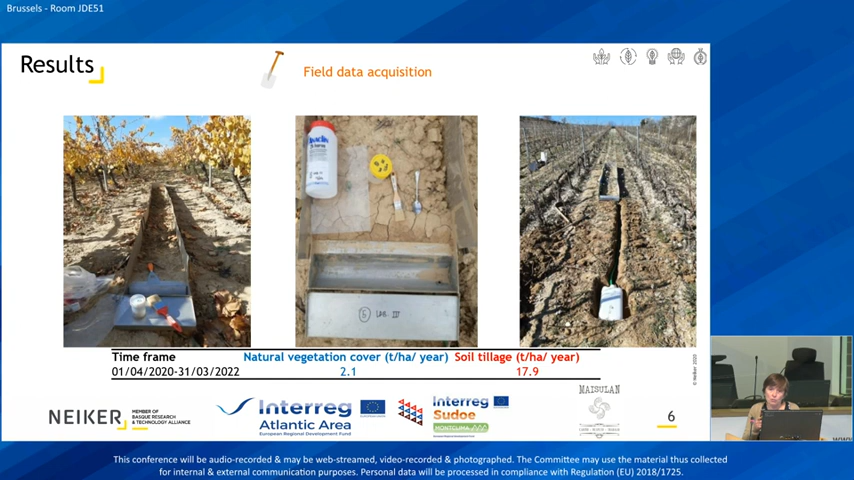 Brussels - Room JDE51
Results
Field data acquisition
LAB III
Time frame Natural vegetation cover (t/ha/ year) Soil tillage (t/ha/ year)
01/04/2020-31/03/2022 2.1 17.9
© Neiker 2020
NEIKER
MEMBER OF
BASQUE RESEARCH
& TECHNOLOGY ALLIANCE
Interreg
Atlantic Area
European Regional Development Fund
Interreg
Sudoe
MONTCLIMA
MAISULAN
6
This conference will be audio-recorded & may be web-streamed, video-recorded & photographed. The Committee may use the material thus collected
for internal & external communication purposes. Personal data will be processed in compliance with Regulation (EU) 2018/1725.